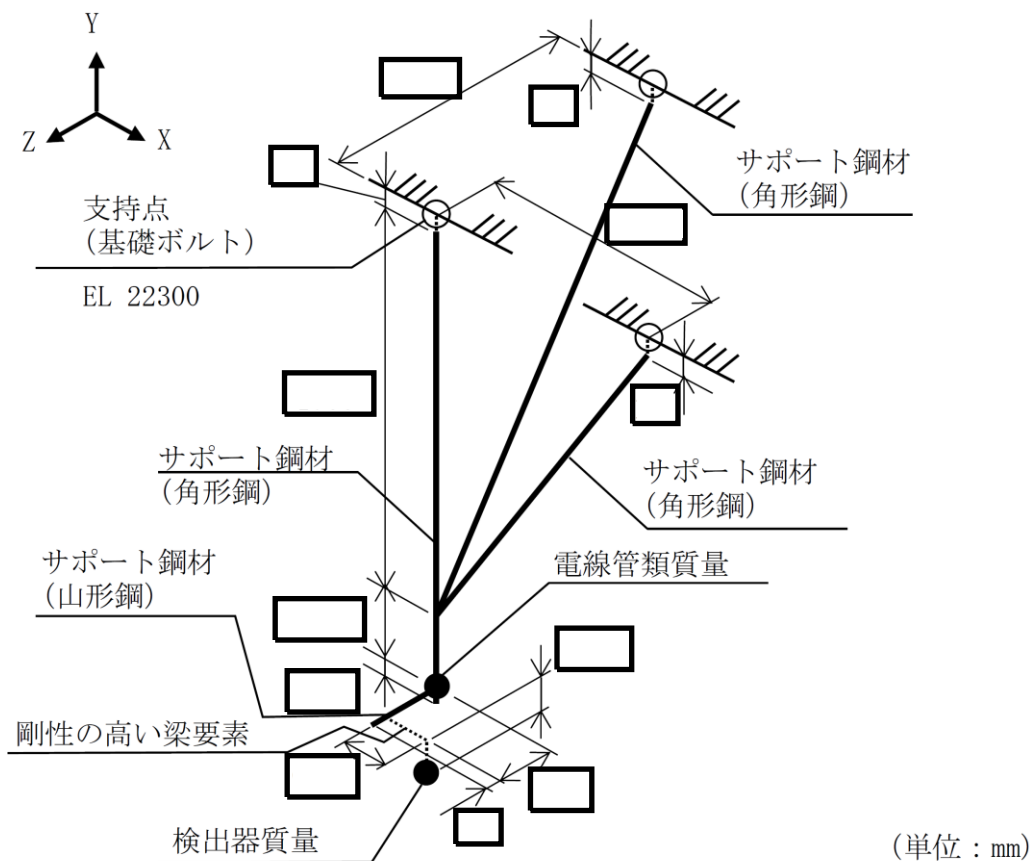 Y
Z
X
サポート鋼材
(角形鋼)
支持点
(基礎ボルト)
EL 22300
サポート鋼材
(角形鋼)
サポート鋼材
(角形鋼)
サポート鋼材
(山形鋼)
電線管類質量
剛性の高い梁要素
検出器質量
(単位：mm)